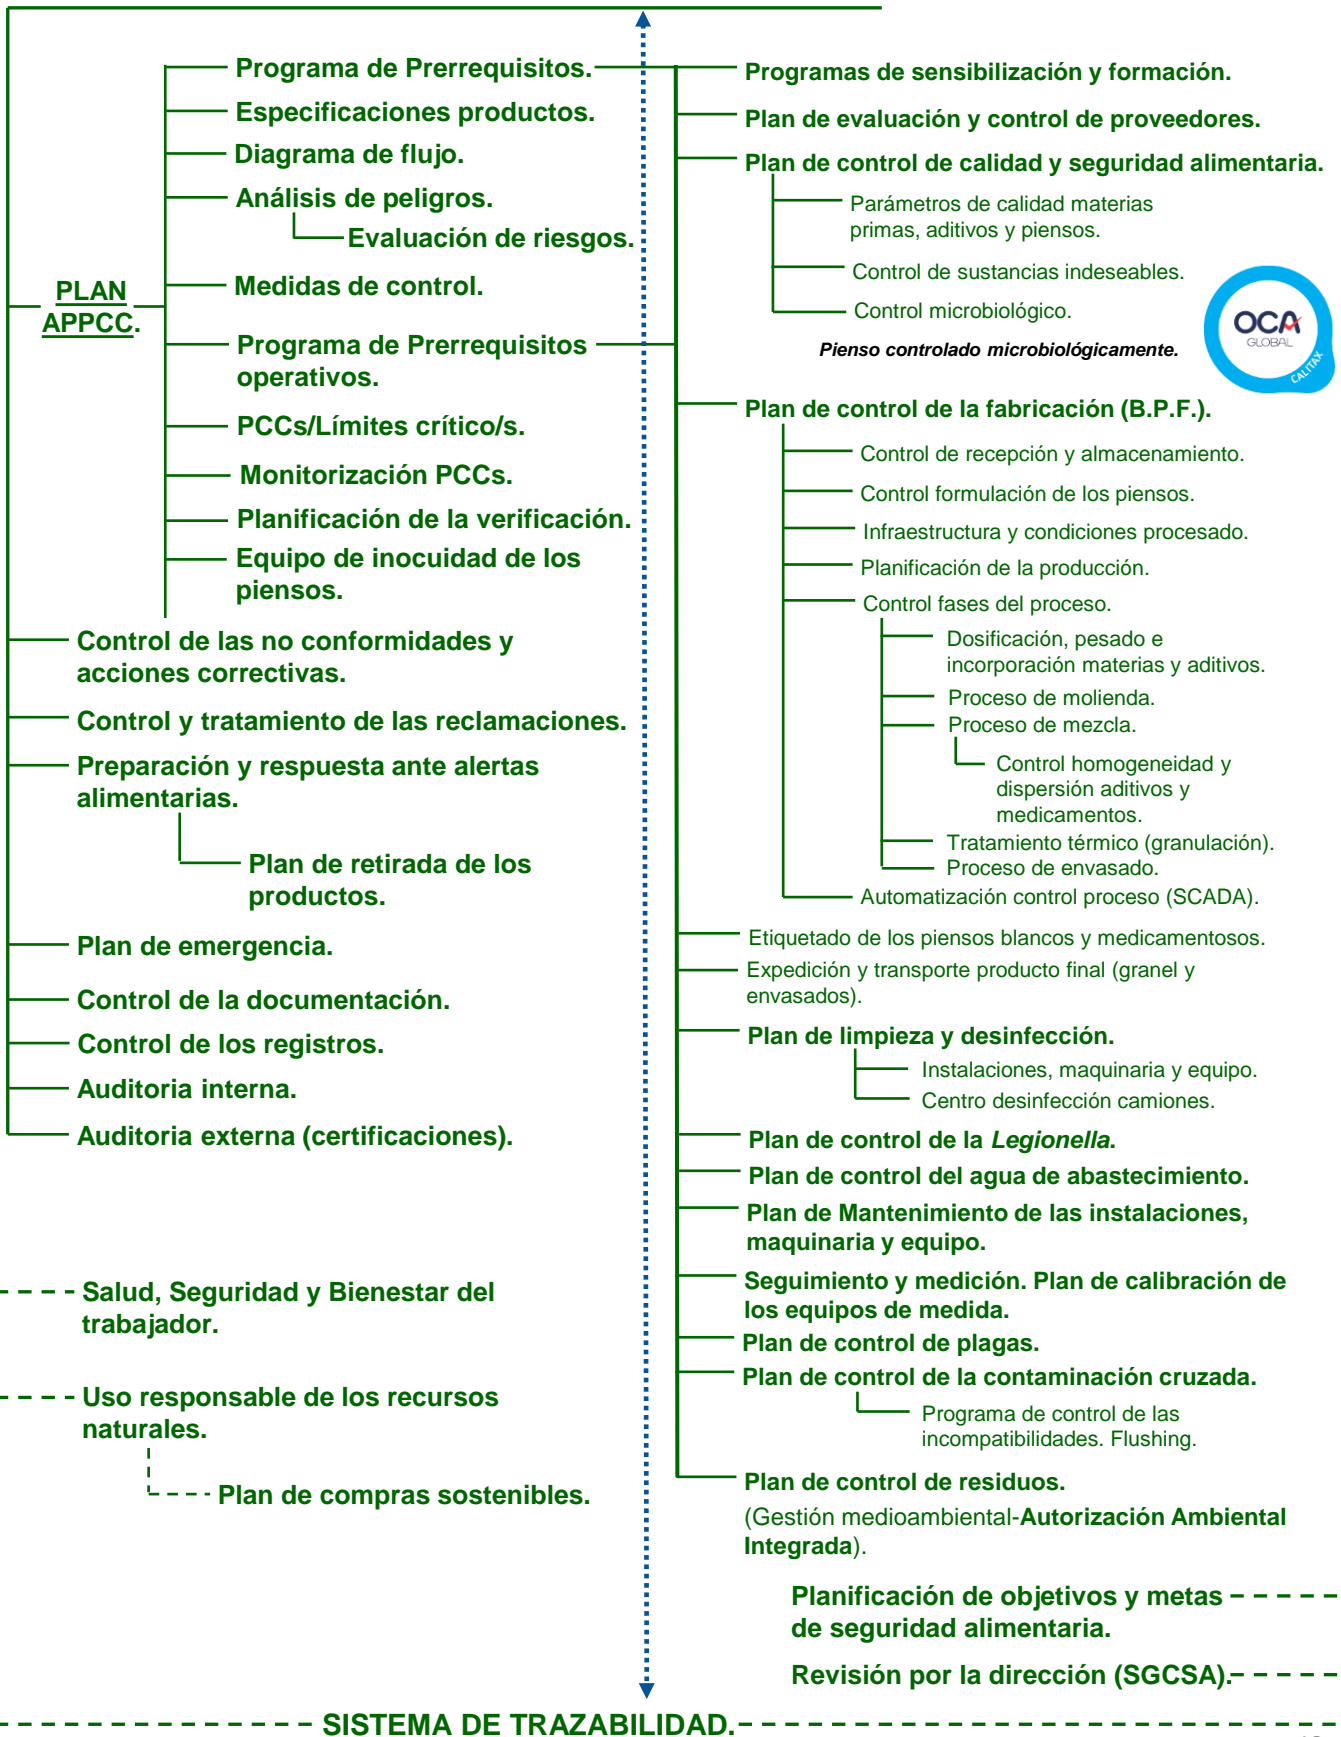 Programa de Prerrequisitos.
Especificaciones productos.
Diagrama de flujo.
Análisis de peligros.
Evaluación de riesgos.
PLAN
APPCC.
Medidas de control.
Programa de Prerrequisitos
operativos.
PCCs/Límites crítico/s.
Monitorización PCCs.
Planificación de la verificación.
Equipo de inocuidad de los
piensos.
Control de las no conformidades y
acciones correctivas.
Control y tratamiento de las reclamaciones.
Preparación y respuesta ante alertas
alimentarias.
Plan de retirada de los
productos.
Plan de emergencia.
Control de la documentación.
Control de los registros.
Auditoria interna.
Auditoria externa (certificaciones).
Salud, Seguridad y Bienestar del
trabajador.
Uso responsable de los recursos
naturales.
Plan de compras sostenibles.
Programas de sensibilización y formación.
Plan de evaluación y control de proveedores.
Plan de control de calidad y seguridad alimentaria.
Parámetros de calidad materias
primas, aditivos y piensos.
Control de sustancias indeseables.
Control microbiológico.
Pienso controlado microbiológicamente.
OCA
GLOBAL
CALITAX
Plan de control de la fabricación (B.P.F.).
Control de recepción y almacenamiento.
Control formulación de los piensos.
Infraestructura y condiciones procesado.
Planificación de la producción.
Control fases del proceso.
Dosificación, pesado e
incorporación materias y aditivos.
Proceso de molienda.
Proceso de mezcla.
Control homogeneidad y
dispersión aditivos y
medicamentos.
Tratamiento térmico (granulación).
Proceso de envasado.
Automatización control proceso (SCADA).
Etiquetado de los piensos blancos y medicamentosos.
Expedición y transporte producto final (granel y
envasados).
Plan de limpieza y desinfección.
Instalaciones, maquinaria y equipo.
Centro desinfección camiones.
Plan de control de la Legionella.
Plan de control del agua de abastecimiento.
Plan de Mantenimiento de las instalaciones,
maquinaria y equipo.
Seguimiento y medición. Plan de calibración de
los equipos de medida.
Plan de control de plagas.
Plan de control de la contaminación cruzada.
Programa de control de las
incompatibilidades. Flushing.
Plan de control de residuos.
(Gestión medioambiental-Autorización Ambiental
Integrada).
Planificación de objetivos y metas
de seguridad alimentaria.
Revisión por la dirección (SGCSA).
SISTEMA DE TRAZABILIDAD.